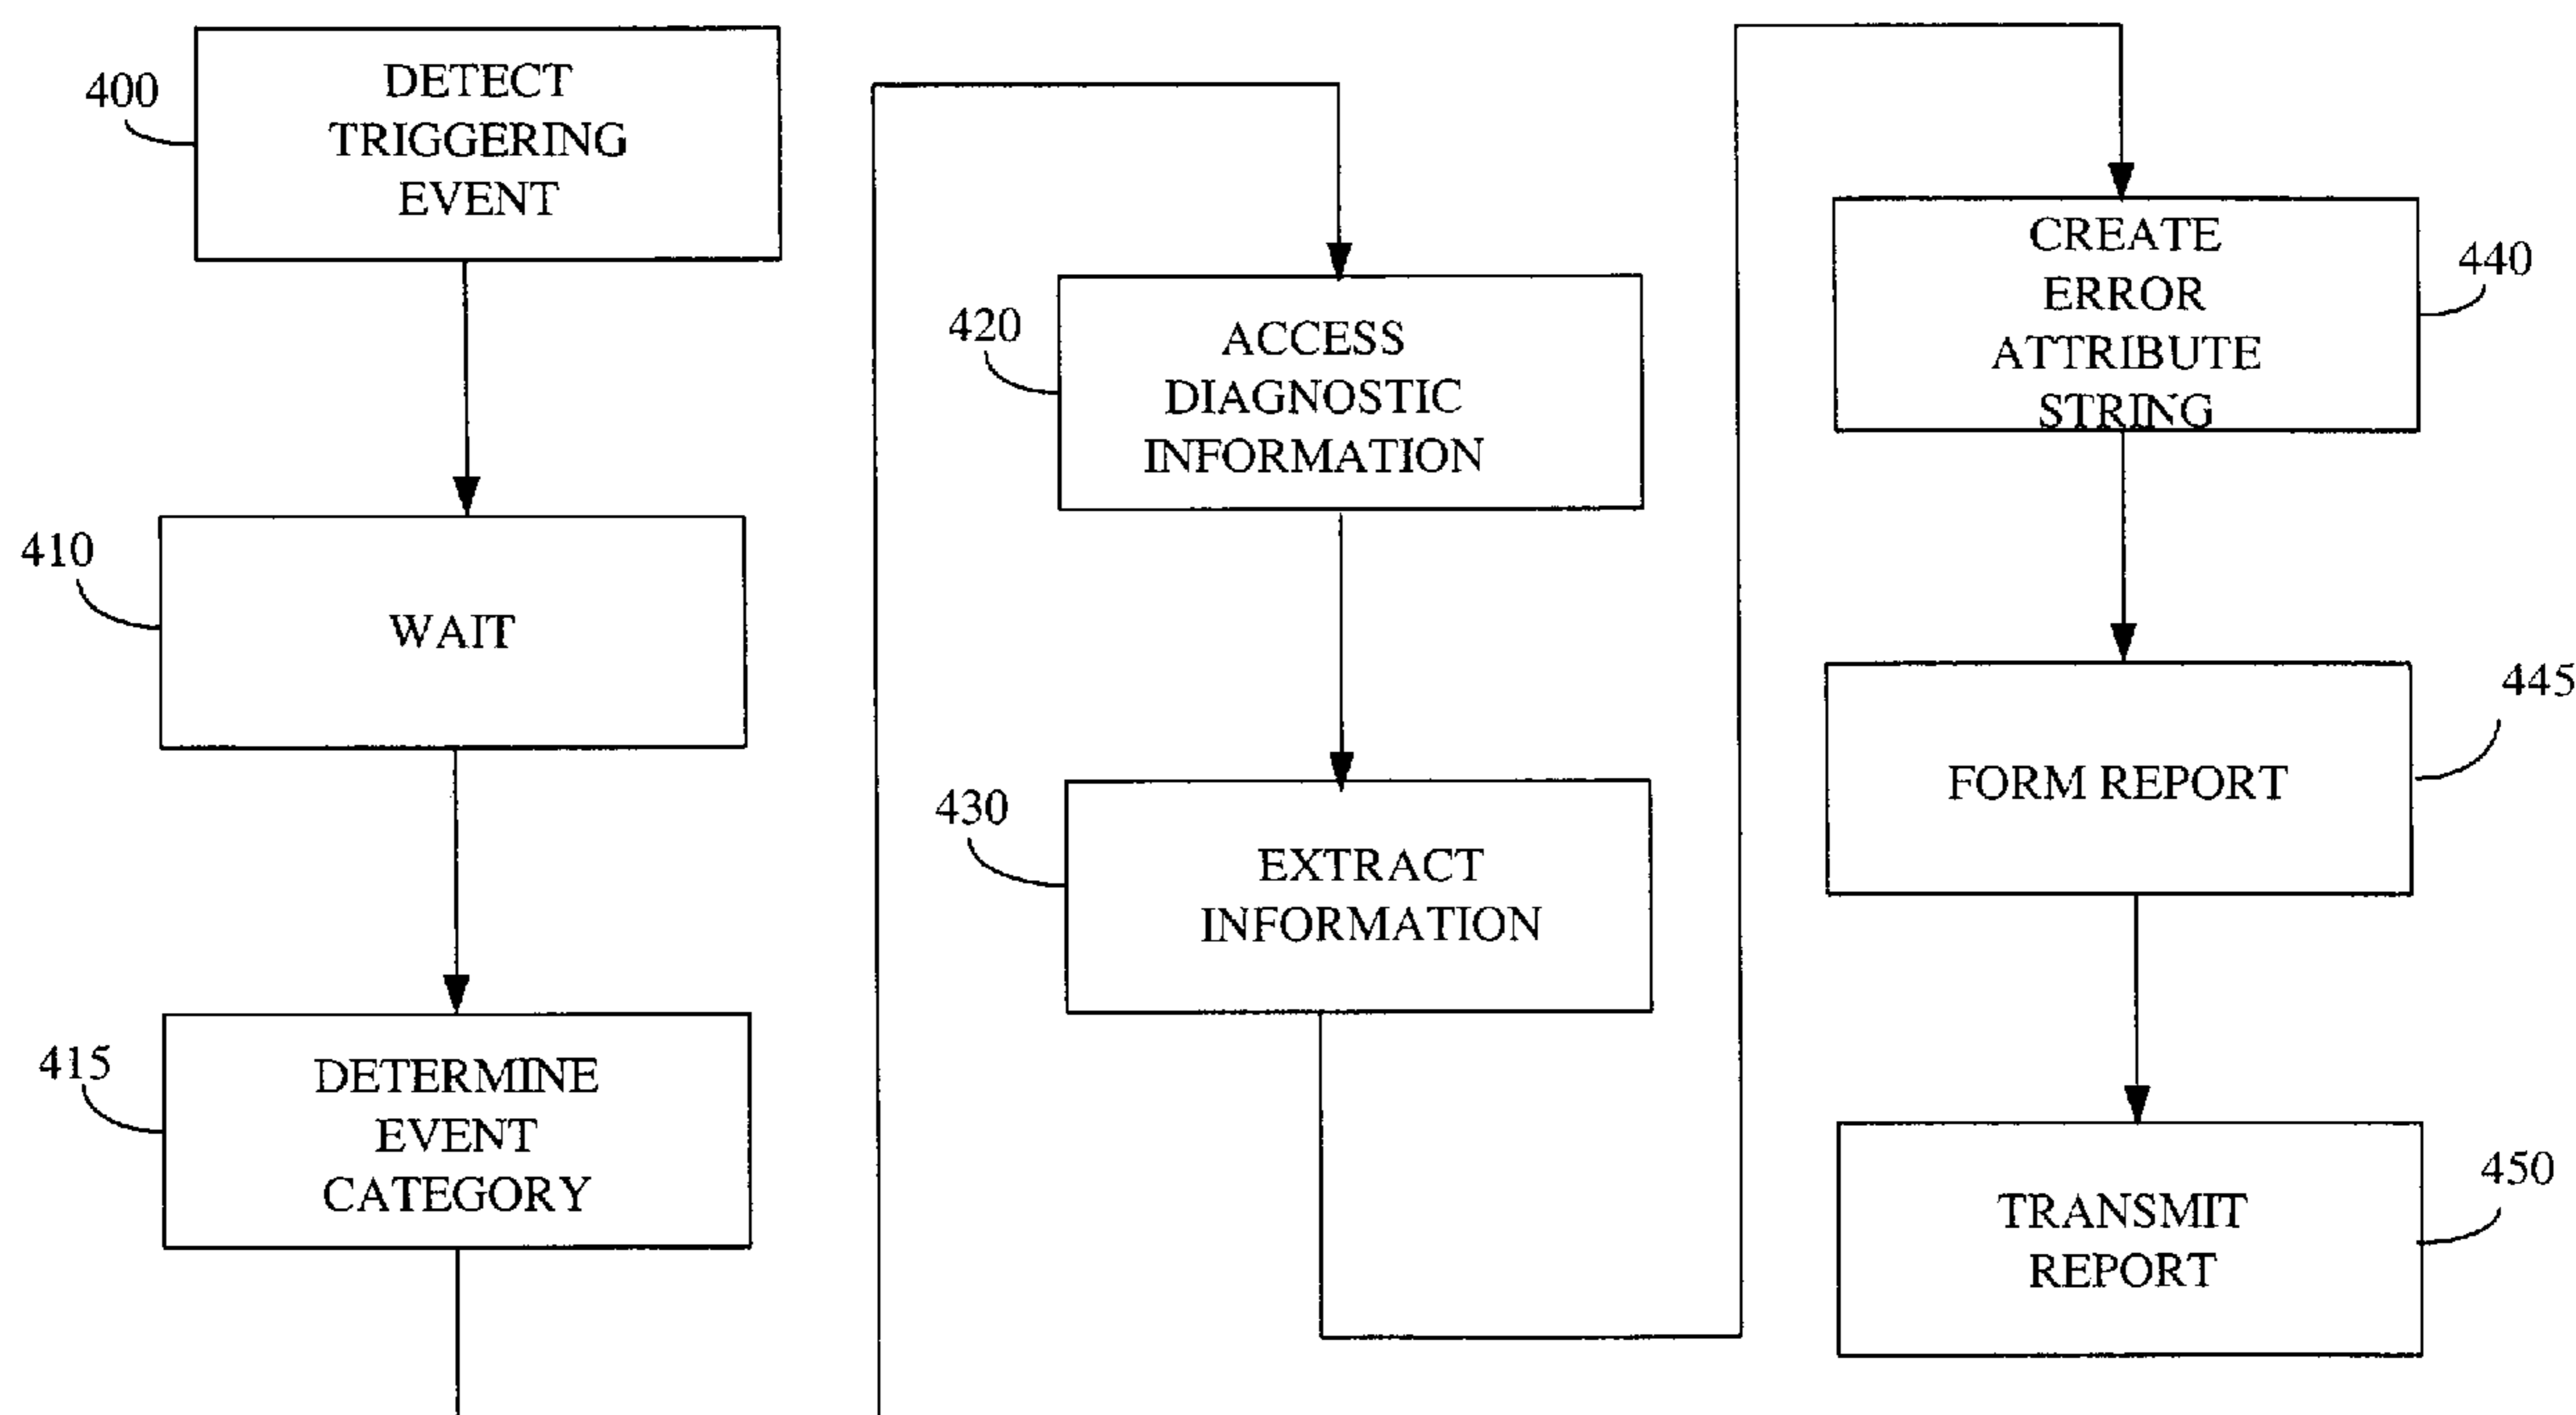 400
DETECT
TRIGGERING
EVENT
410
WAIT
415
DETERMINE
EVENT
CATEGORY
420
ACCESS
DIAGNOSTIC
INFORMATION
430
EXTRACT
INFORMATION
CREATE
ERROR
ATTRIBUTE
STRING
440
FORM REPORT
445
TRANSMIT
REPORT
450